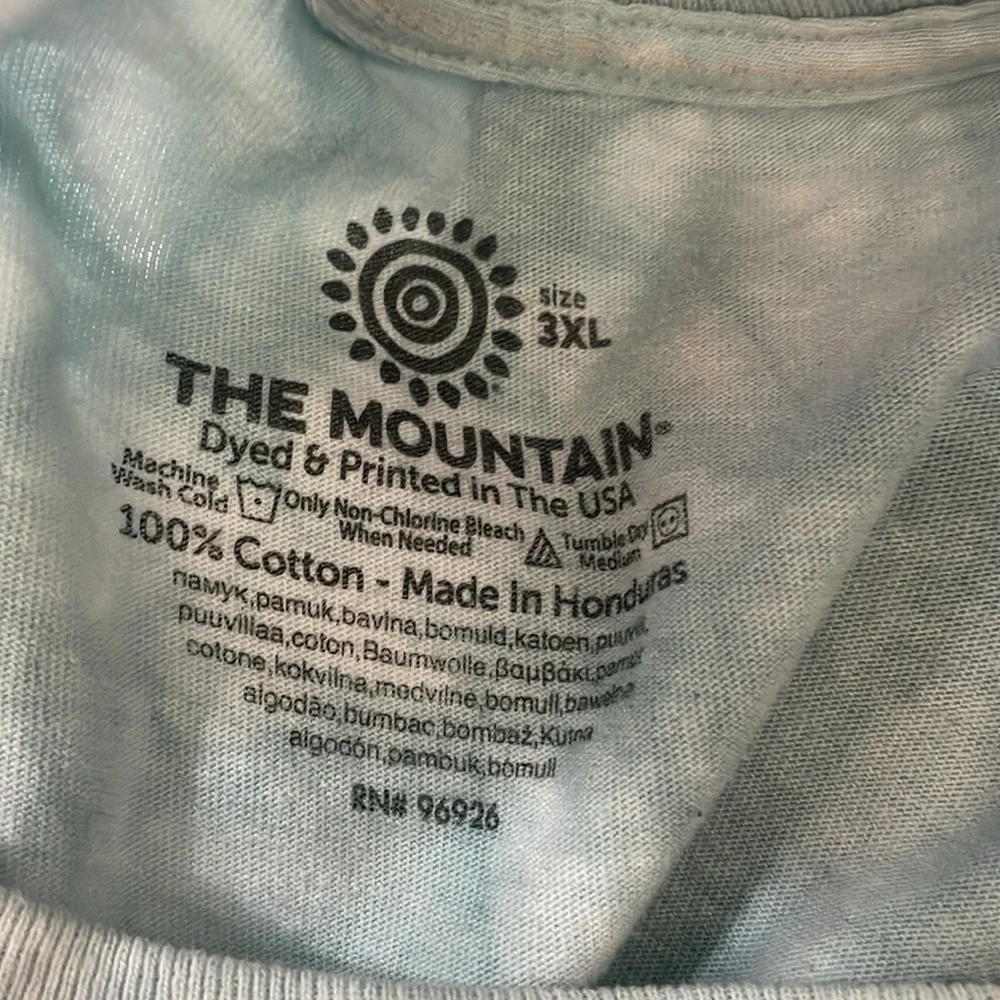 size
3XL
THE MOUNTAIN
Dyed & Printed in The USA
Machine
Wash Cold
Only Non-Chlorine Bleach
When Needed
Tumble Dry
Medium
100% Cotton - Made in Honduras
памук,pamuk,bavlna,bomuld,katoen,puuvill,
puuvillaa,coton,Baumwolle,βαμβάκι,pamut
cotone,kokvilna,medvilne,bomull,bawelna
algodão,bumbac,bombaž,Kutna
algodón,pambuk,bomull
RN# 96926